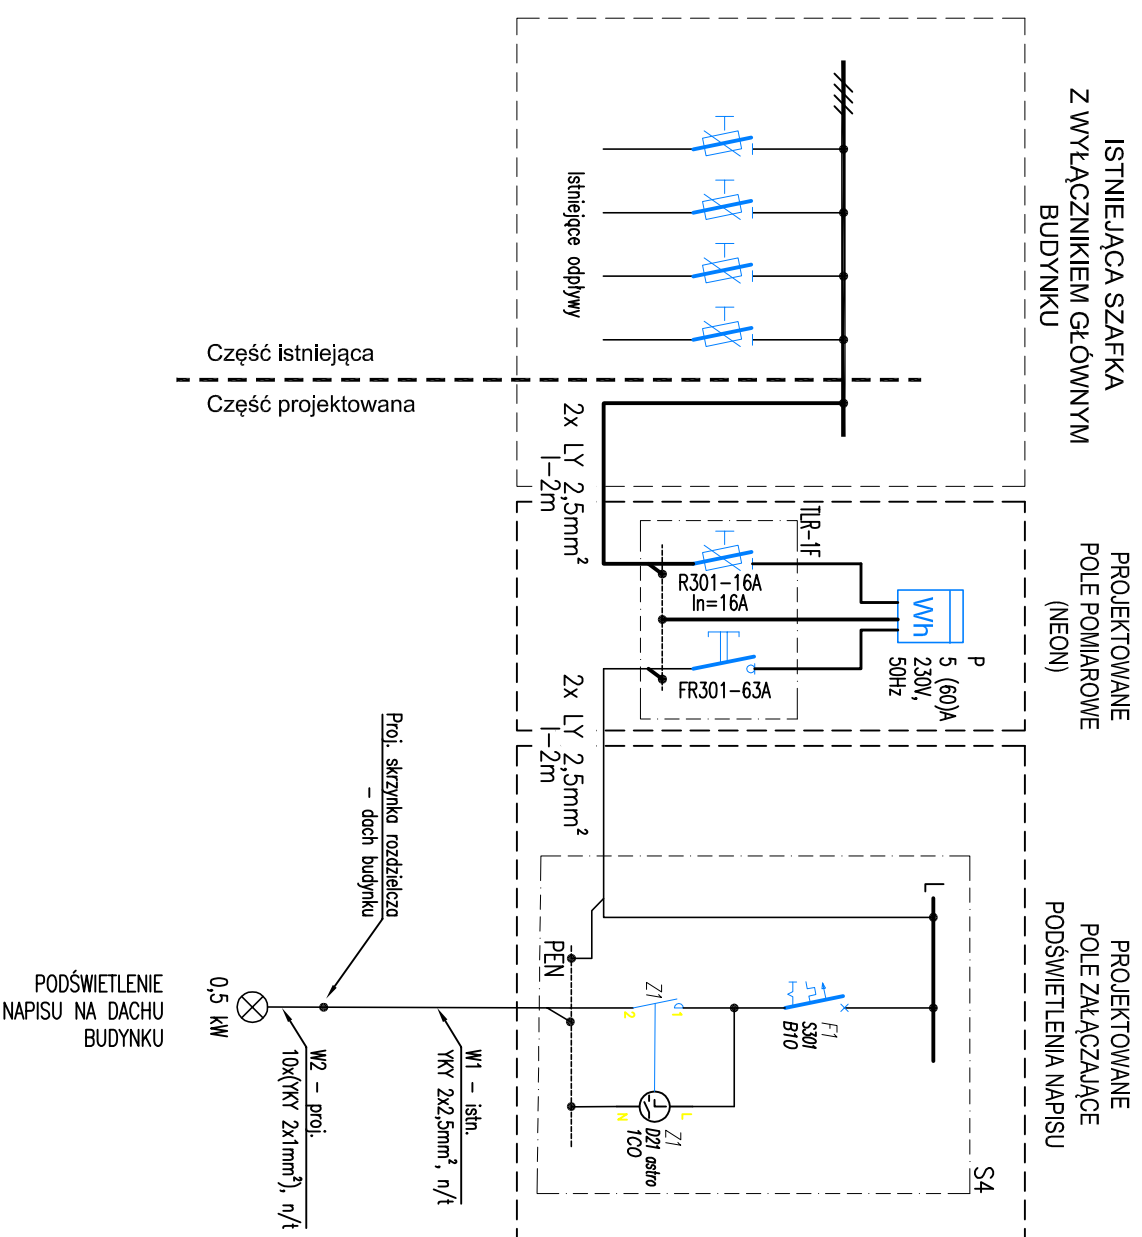 ISTNIEJĄCA SZAFKA
Z WYŁĄCZNIKIEM GŁÓWNYM
BUDYNKU
Istniejące odpływy
Część istniejąca
Część projektowana
2x LY 2,5mm²
l-2m
PROJEKTOWANE
POLE POMIAROWE
(NEON)
TLR-1F
R301-16A
In=16A
Wh
P
5 (60)A
230V,
50Hz
FR301-63A
2x LY 2,5mm²
l-2m
PROJEKTOWANE
POLE ZAŁĄCZAJĄCE
PODŚWIETLENIA NAPISU
L
PEN
Z1
1
2
F1
S301
B10
L
N
Z1
D21 astro
1CO
S4
Proj. skrzynka rozdzielcza
- dach budynku
W1 - istn.
YKY 2x2,5mm², n/t
W2 - proj.
10x(YKY 2x1mm²), n/t
0,5 kW
PODŚWIETLENIE
NAPISU NA DACHU
BUDYNKU